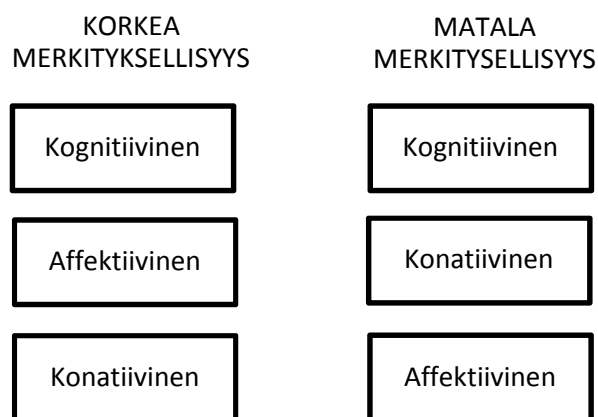 KORKEA
MERKITYKSELLISYYS
Kognitiivinen
Affektiivinen
Konatiivinen
MATALA
MERKITYSELLISYYS
Kognitiivinen
Konatiivinen
Affektiivinen